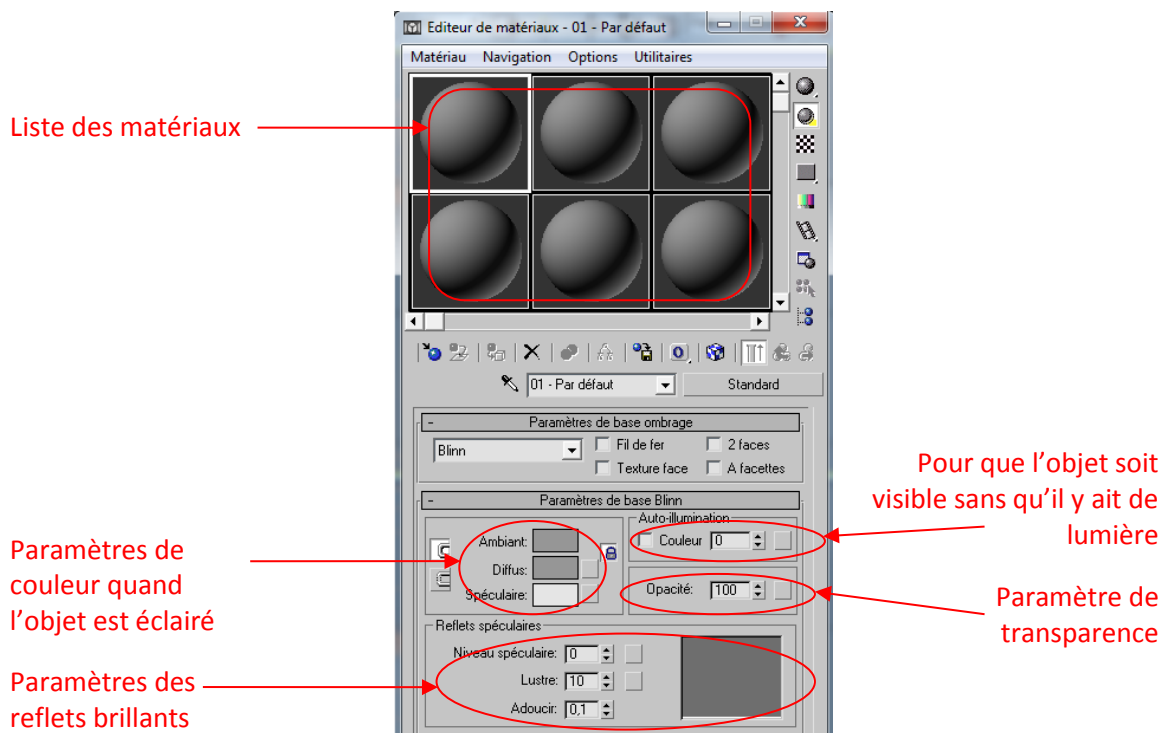 Editeur de matériaux - 01 - Par défaut
Matériau Navigation Options Utilitaires
Liste des matériaux
01 - Par défaut Standard
- Paramètres de base ombrage
Blinn
Fil de fer 2 faces
Texture face A facettes
- Paramètres de base Blinn
Ambiant:
Diffus:
Spéculaire:
Auto-illumination
Couleur 0
Opacité: 100
Reflets spéculaires
Niveau spéculaire: 0
Lustre: 10
Adoucir: 0,1
Pour que l’objet soit
visible sans qu’il y ait de
lumière
Paramètres de
couleur quand
l’objet est éclairé
Paramètre de
transparence
Paramètres des
reflets brillants